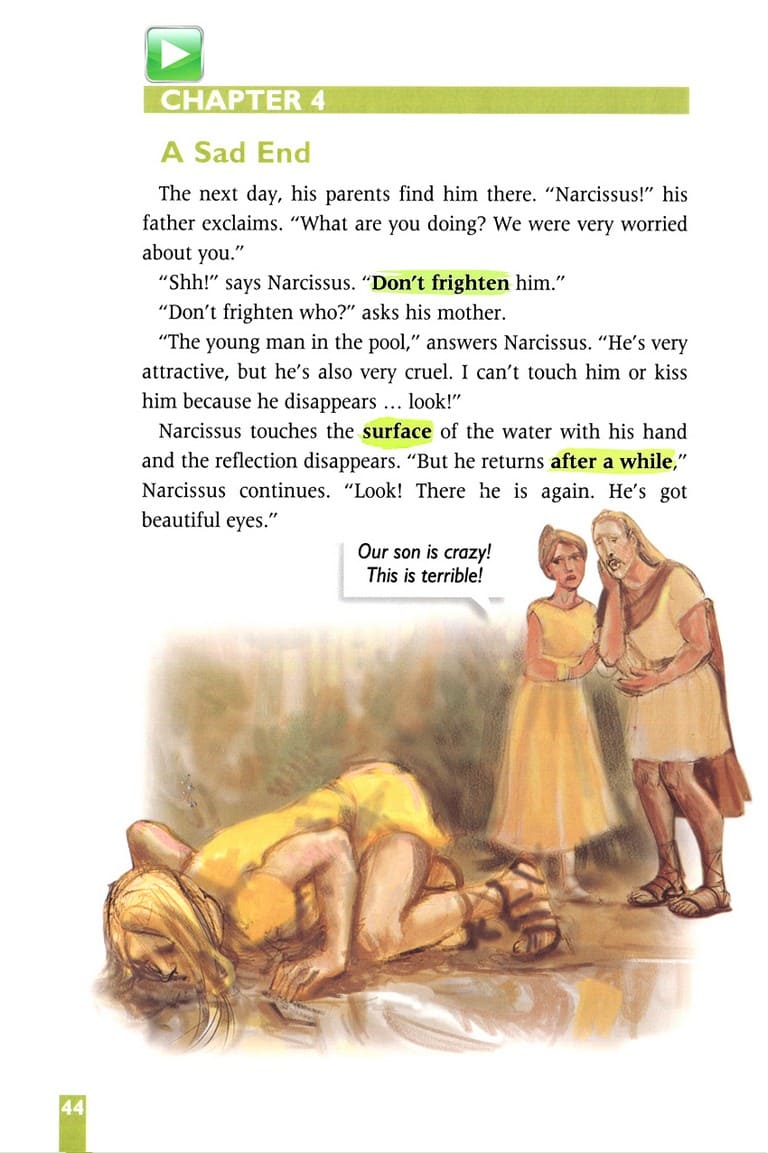 CHAPTER 4
A Sad End
The next day, his parents find him there. “Narcissus!” his
father exclaims. “What are you doing? We were very worried
about you.”
“Shh!” says Narcissus. “Don’t frighten him.”
“Don’t frighten who?” asks his mother.
“The young man in the pool,” answers Narcissus. “He’s very
attractive, but he’s also very cruel. I can’t touch him or kiss
him because he disappears ... look!”
Narcissus touches the surface of the water with his hand
and the reflection disappears. “But he returns after a while,”
Narcissus continues. “Look! There he is again. He’s got
beautiful eyes.”
Our son is crazy!
This is terrible!
44